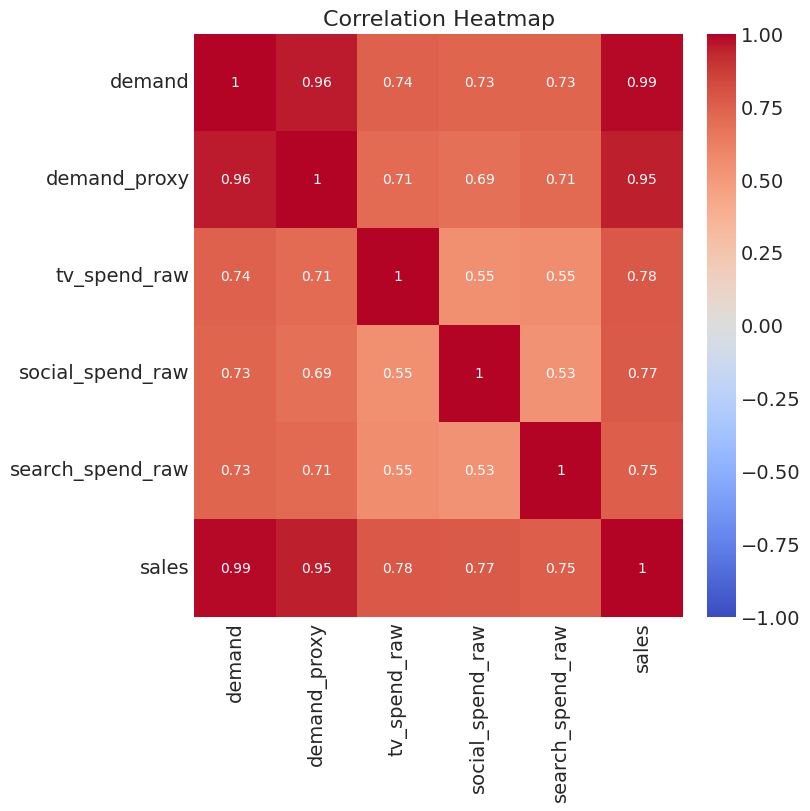 Correlation Heatmap
demand 1 0.96 0.74 0.73 0.73 0.99
demand_proxy 0.96 1 0.71 0.69 0.71 0.95
tv_spend_raw 0.74 0.71 1 0.55 0.55 0.78
social_spend_raw 0.73 0.69 0.55 1 0.53 0.77
search_spend_raw 0.73 0.71 0.55 0.53 1 0.75
sales 0.99 0.95 0.78 0.77 0.75 1
demand
demand_proxy
tv_spend_raw
social_spend_raw
search_spend_raw
sales
1.00
0.75
0.50
0.25
0.00
−0.25
−0.50
−0.75
−1.00